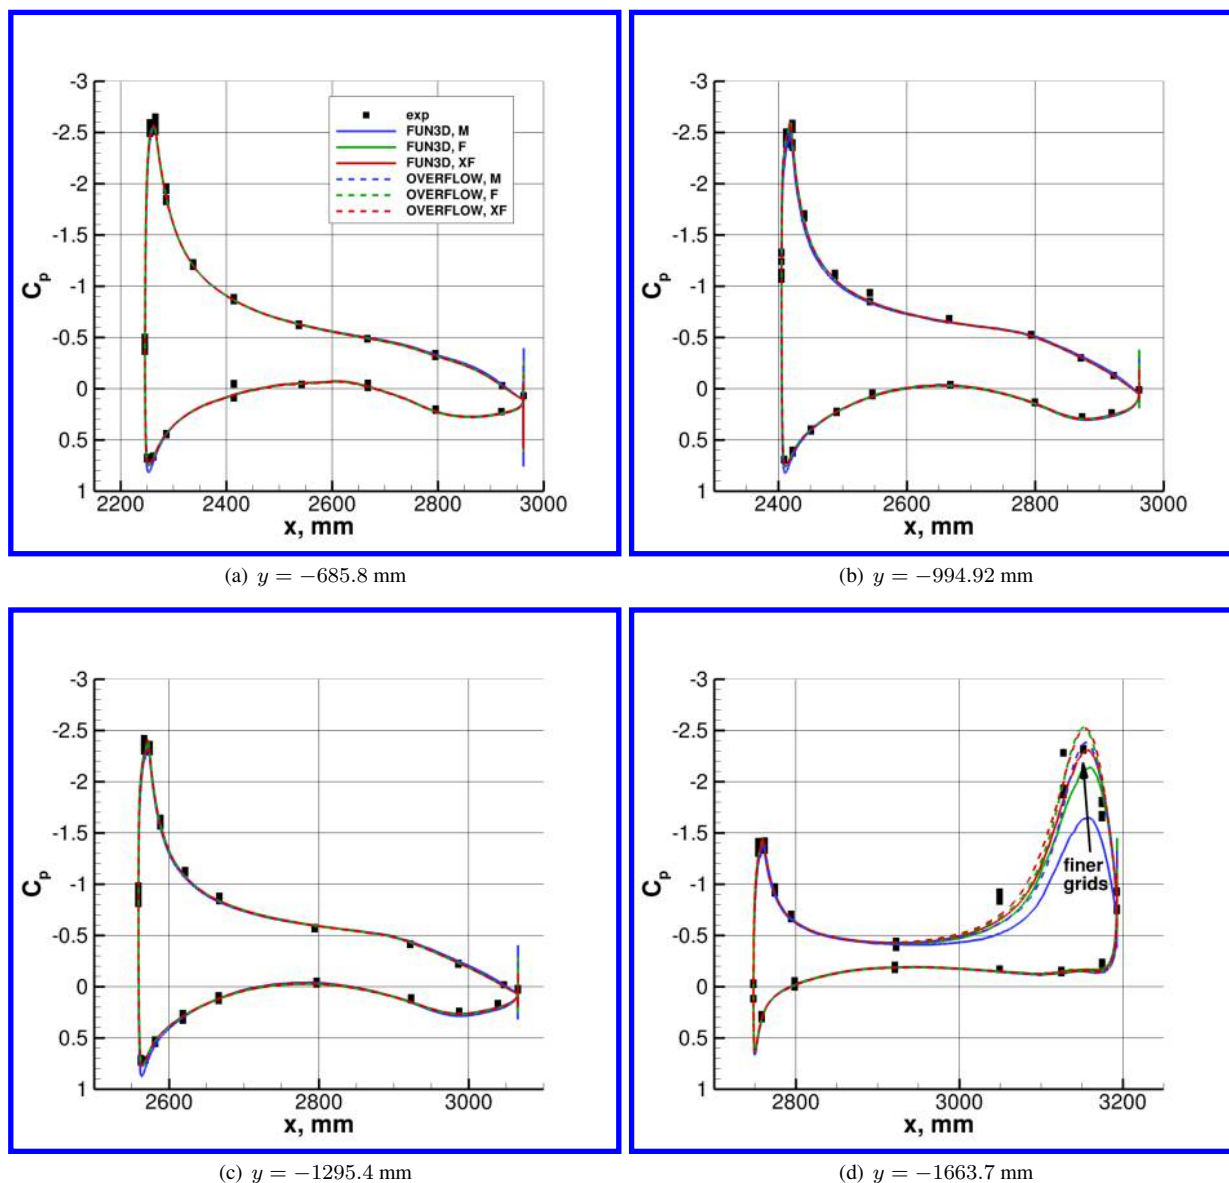 -3
-2.5
-2
-1.5
-1
-0.5
0
0.5
1
Cp
2200 2400 2600 2800 3000
x, mm
exp
FUN3D, M
FUN3D, F
FUN3D, XF
OVERFLOW, M
OVERFLOW, F
OVERFLOW, XF
(a) y = −685.8 mm
-3
-2.5
-2
-1.5
-1
-0.5
0
0.5
1
Cp
2400 2600 2800 3000
x, mm
(b) y = −994.92 mm
-3
-2.5
-2
-1.5
-1
-0.5
0
0.5
1
Cp
2600 2800 3000
x, mm
(c) y = −1295.4 mm
-3
-2.5
-2
-1.5
-1
-0.5
0
0.5
1
Cp
2800 3000 3200
x, mm
finer
grids
(d) y = −1663.7 mm